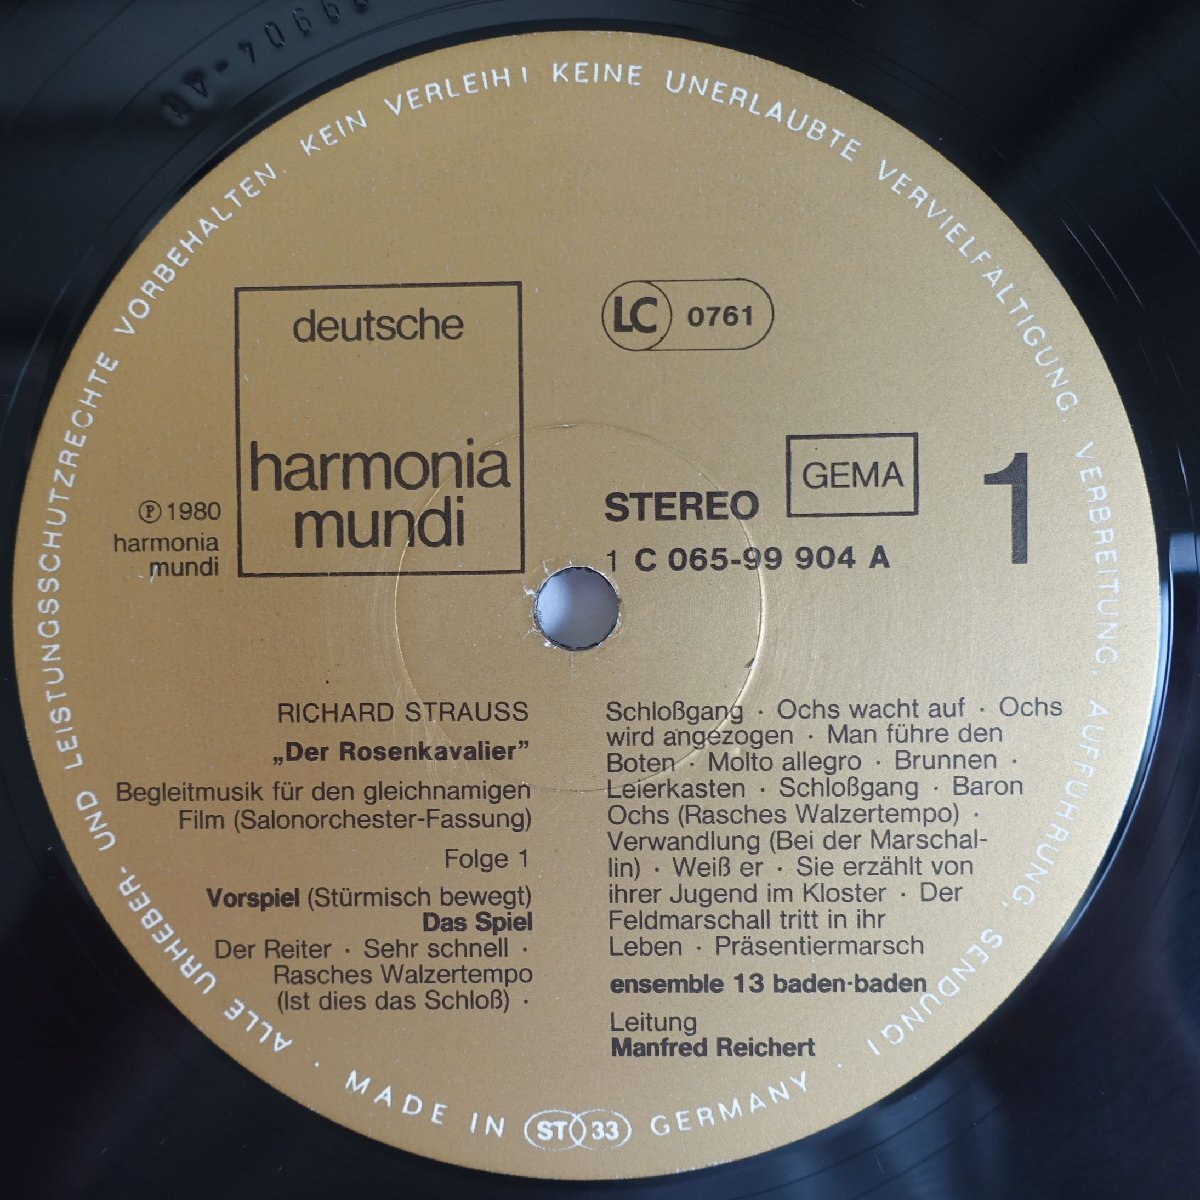 ALLE URHEBER- UND LEISTUNGSSCHUTZRECHTE VORBEHALTEN. KEIN VERLEIH! KEINE UNERLAUBTE VERVIELFALTIGUNG, VERBREITUNG, AUFFÜHRUNG, SENDUNG!
deutsche
harmonia
mundi
LC 0761
GEMA
STEREO
1
1 C 065-99 904 A
℗ 1980
harmonia
mundi
RICHARD STRAUSS
„Der Rosenkavalier”
Begleitmusik für den gleichnamigen
Film (Salonorchester-Fassung)
Folge 1
Vorspiel (Stürmisch bewegt)
Das Spiel
Der Reiter · Sehr schnell ·
Rasches Walzertempo
(Ist dies das Schloß) ·
Schloßgang · Ochs wacht auf · Ochs
wird angezogen · Man führe den
Boten · Molto allegro · Brunnen ·
Leierkasten · Schloßgang · Baron
Ochs (Rasches Walzertempo) ·
Verwandlung (Bei der Marschal-
lin) · Weiß er · Sie erzählt von
ihrer Jugend im Kloster · Der
Feldmarschall tritt in ihr
Leben · Präsentiermarsch
ensemble 13 baden-baden
Leitung
Manfred Reichert
· MADE IN ST 33 GERMANY ·